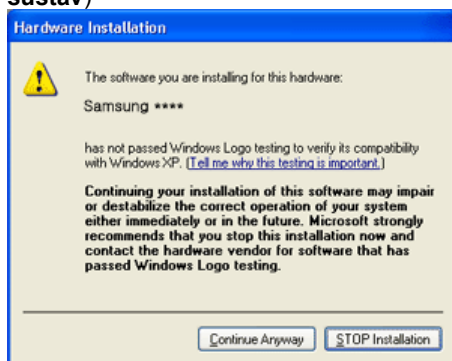 sustav)
Hardware Installation
The software you are installing for this hardware:
Samsung ****
has not passed Windows Logo testing to verify its compatibility
with Windows XP. (Tell me why this testing is important.)
Continuing your installation of this software may impair
or destabilize the correct operation of your system
either immediately or in the future. Microsoft strongly
recommends that you stop this installation now and
contact the hardware vendor for software that has
passed Windows Logo testing.
Continue Anyway STOP Installation